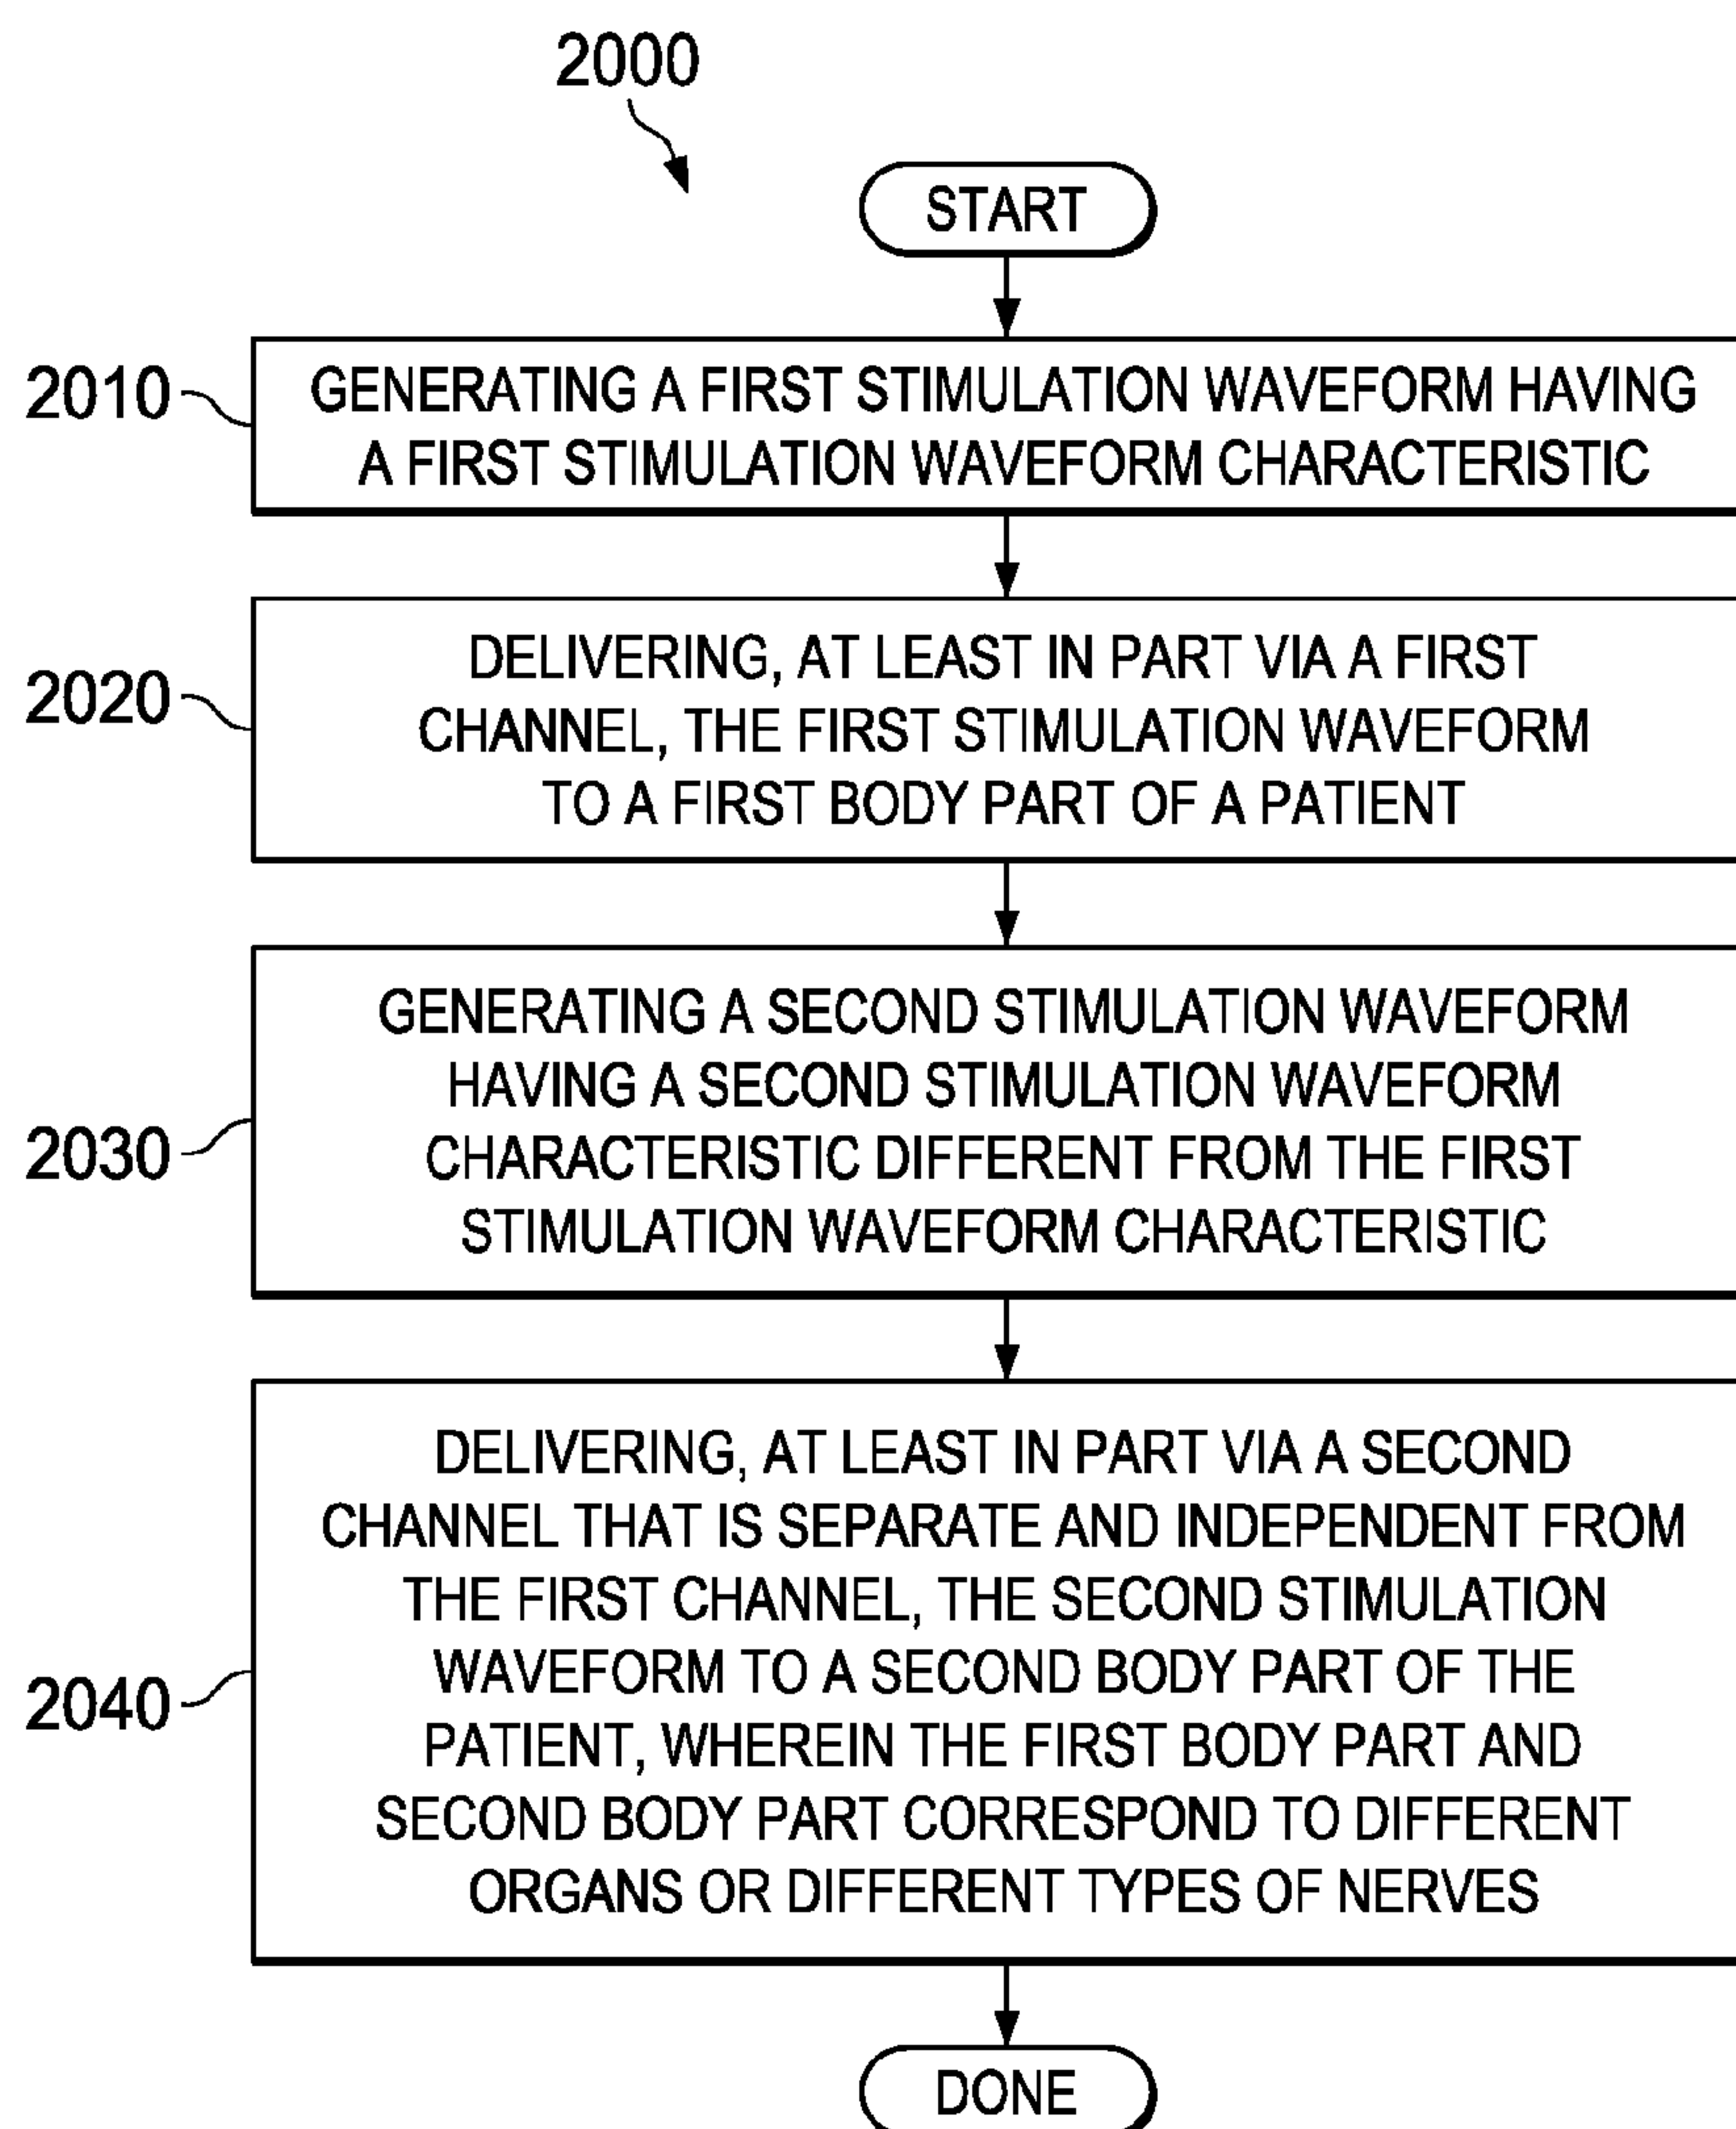 2000
START
2010
GENERATING A FIRST STIMULATION WAVEFORM HAVING
A FIRST STIMULATION WAVEFORM CHARACTERISTIC
2020
DELIVERING, AT LEAST IN PART VIA A FIRST
CHANNEL, THE FIRST STIMULATION WAVEFORM
TO A FIRST BODY PART OF A PATIENT
2030
GENERATING A SECOND STIMULATION WAVEFORM
HAVING A SECOND STIMULATION WAVEFORM
CHARACTERISTIC DIFFERENT FROM THE FIRST
STIMULATION WAVEFORM CHARACTERISTIC
2040
DELIVERING, AT LEAST IN PART VIA A SECOND
CHANNEL THAT IS SEPARATE AND INDEPENDENT FROM
THE FIRST CHANNEL, THE SECOND STIMULATION
WAVEFORM TO A SECOND BODY PART OF THE
PATIENT, WHEREIN THE FIRST BODY PART AND
SECOND BODY PART CORRESPOND TO DIFFERENT
ORGANS OR DIFFERENT TYPES OF NERVES
DONE